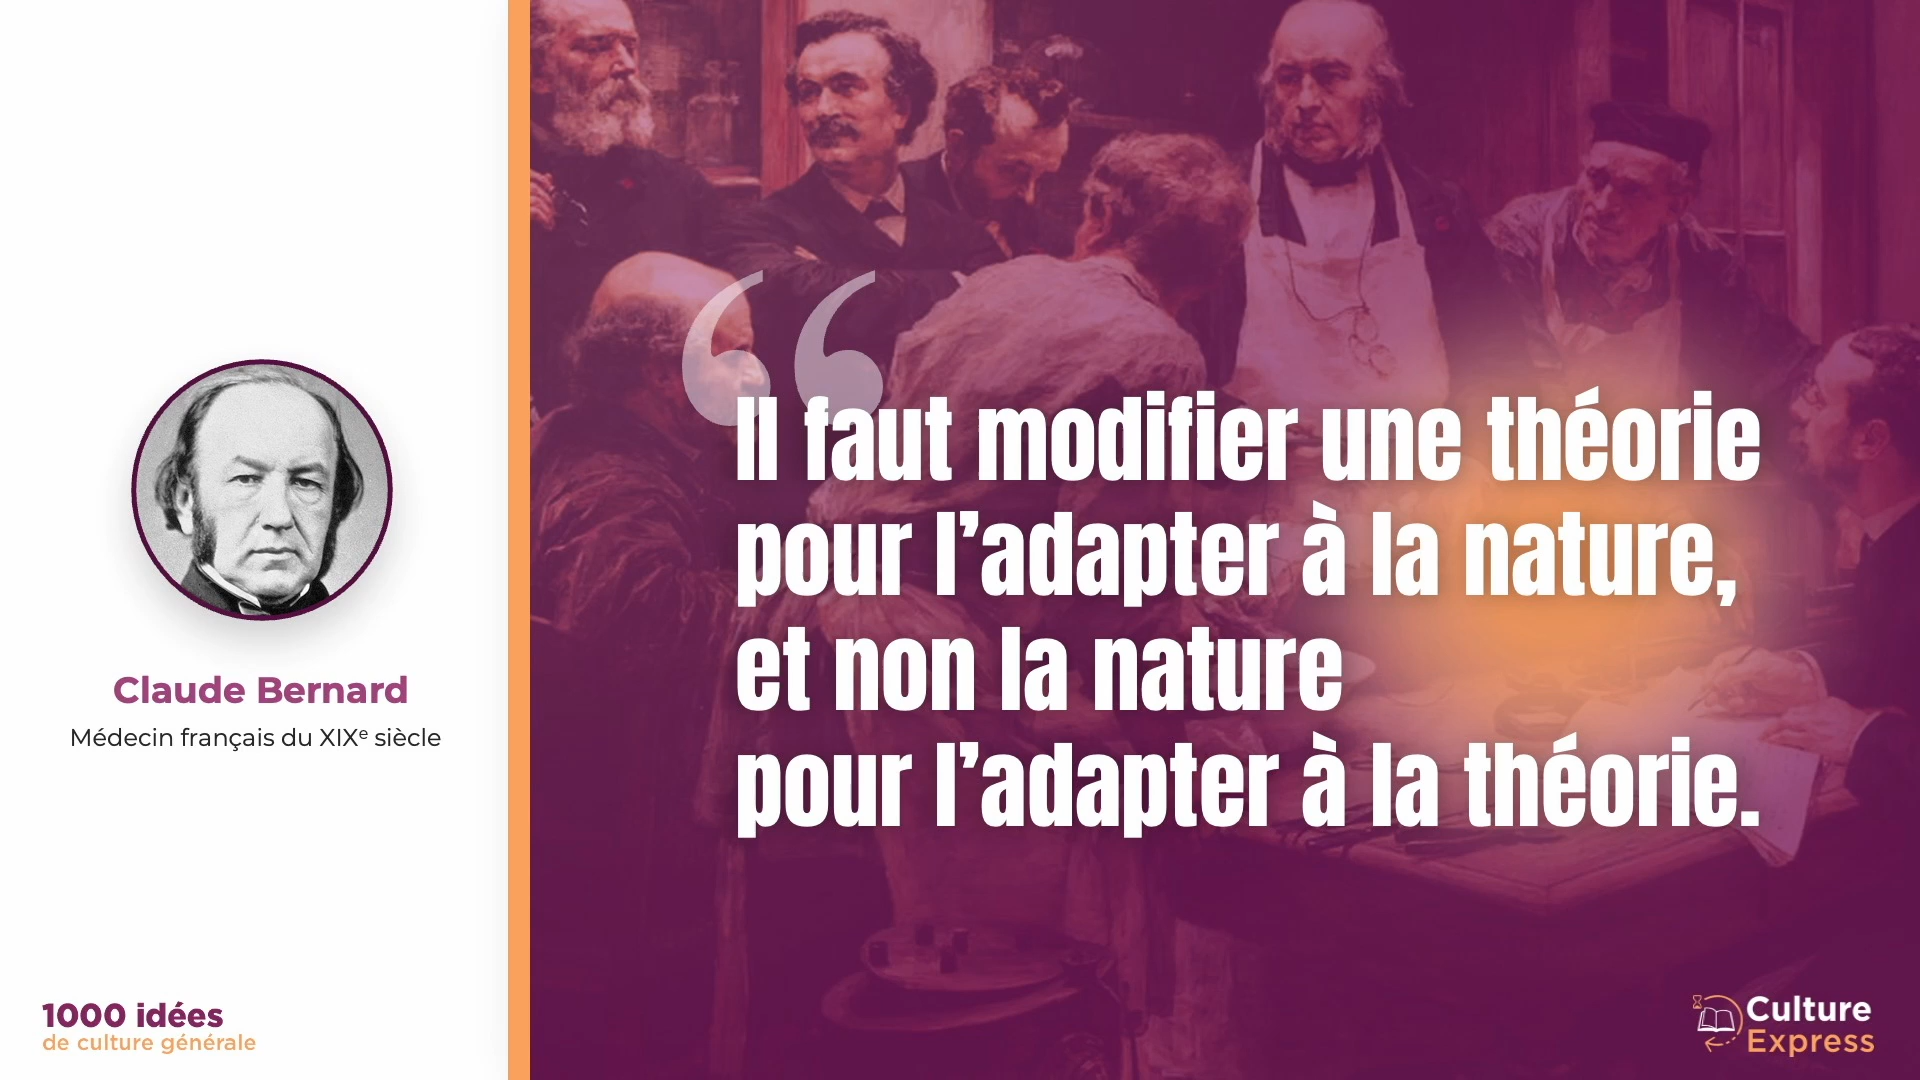 Claude Bernard
Médecin français du XIXᵉ siècle
1000 idées
de culture générale
“
Il faut modifier une théorie
pour l’adapter à la nature,
et non la nature
pour l’adapter à la théorie.
Culture
Express